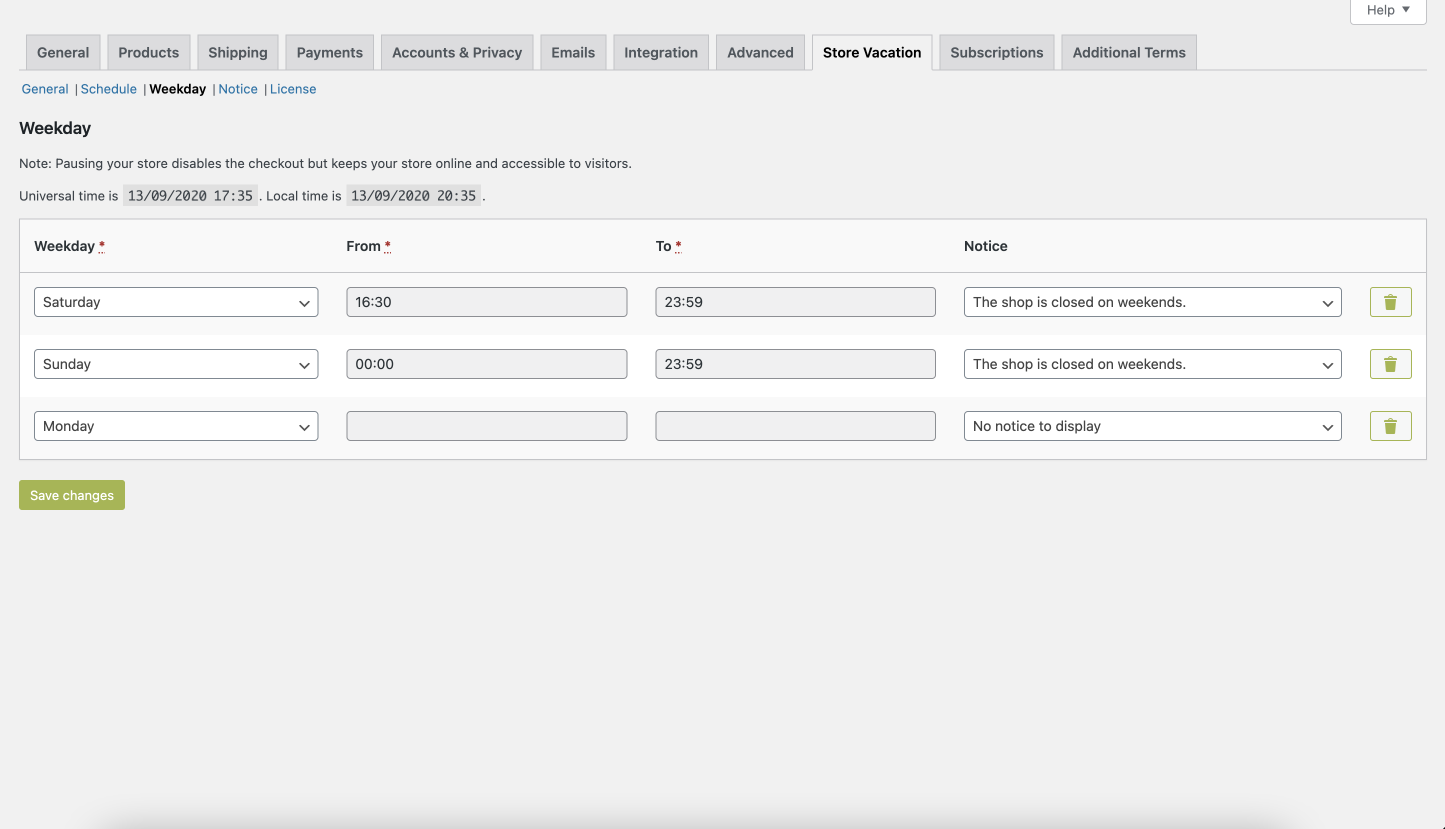 Help ▼
General Products Shipping Payments Accounts & Privacy Emails Integration Advanced Store Vacation Subscriptions Additional Terms
General | Schedule | Weekday | Notice | License
Weekday
Note: Pausing your store disables the checkout but keeps your store online and accessible to visitors.
Universal time is 13/09/2020 17:35 . Local time is 13/09/2020 20:35 .
Weekday * From * To * Notice
Saturday 16:30 23:59 The shop is closed on weekends.
Sunday 00:00 23:59 The shop is closed on weekends.
Monday No notice to display
Save changes